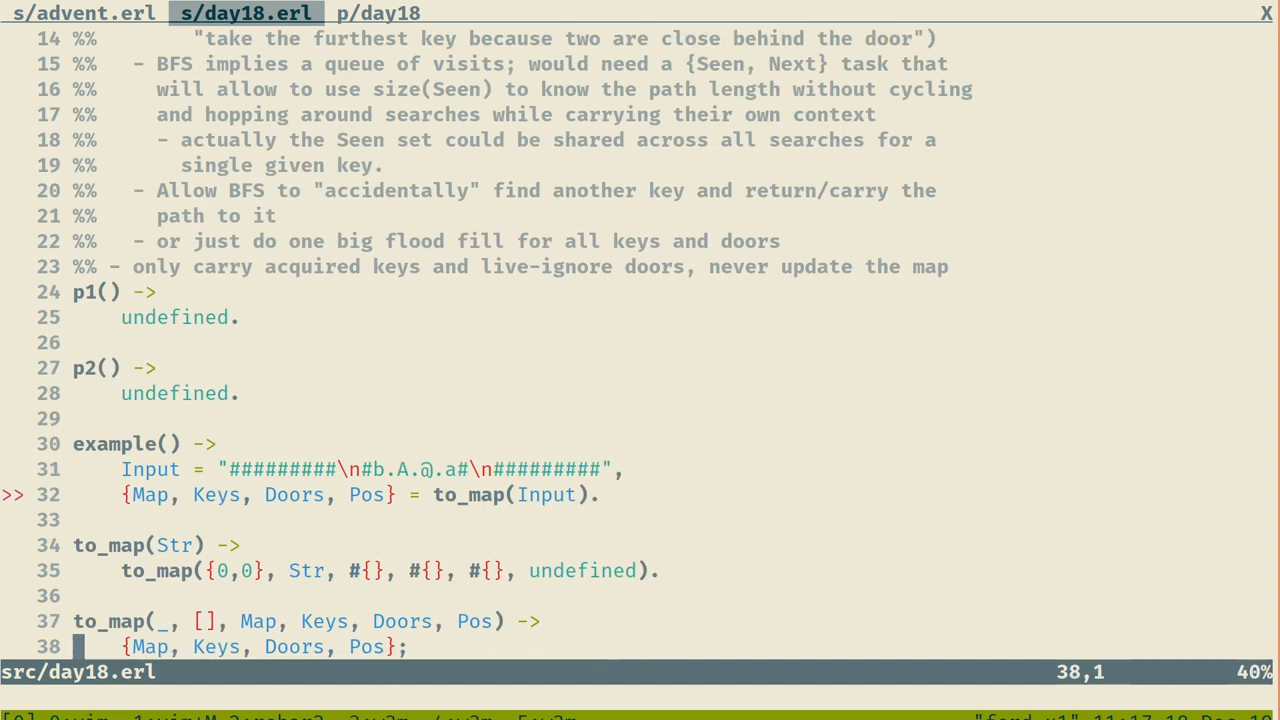 s/advent.erl s/day18.erl p/day18 X
14 %% "take the furthest key because two are close behind the door")
15 %% - BFS implies a queue of visits; would need a {Seen, Next} task that
16 %% will allow to use size(Seen) to know the path length without cycling
17 %% and hopping around searches while carrying their own context
18 %% - actually the Seen set could be shared across all searches for a
19 %% single given key.
20 %% - Allow BFS to "accidentally" find another key and return/carry the
21 %% path to it
22 %% - or just do one big flood fill for all keys and doors
23 %% - only carry acquired keys and live-ignore doors, never update the map
24 p1() ->
25 undefined.
26
27 p2() ->
28 undefined.
29
30 example() ->
31 Input = "#########\n#b.A.@.a#\n#########",
>> 32 {Map, Keys, Doors, Pos} = to_map(Input).
33
34 to_map(Str) ->
35 to_map({0,0}, Str, #{}, #{}, #{}, undefined).
36
37 to_map(_, [], Map, Keys, Doors, Pos) ->
38 {Map, Keys, Doors, Pos};
src/day18.erl 38,1 40%